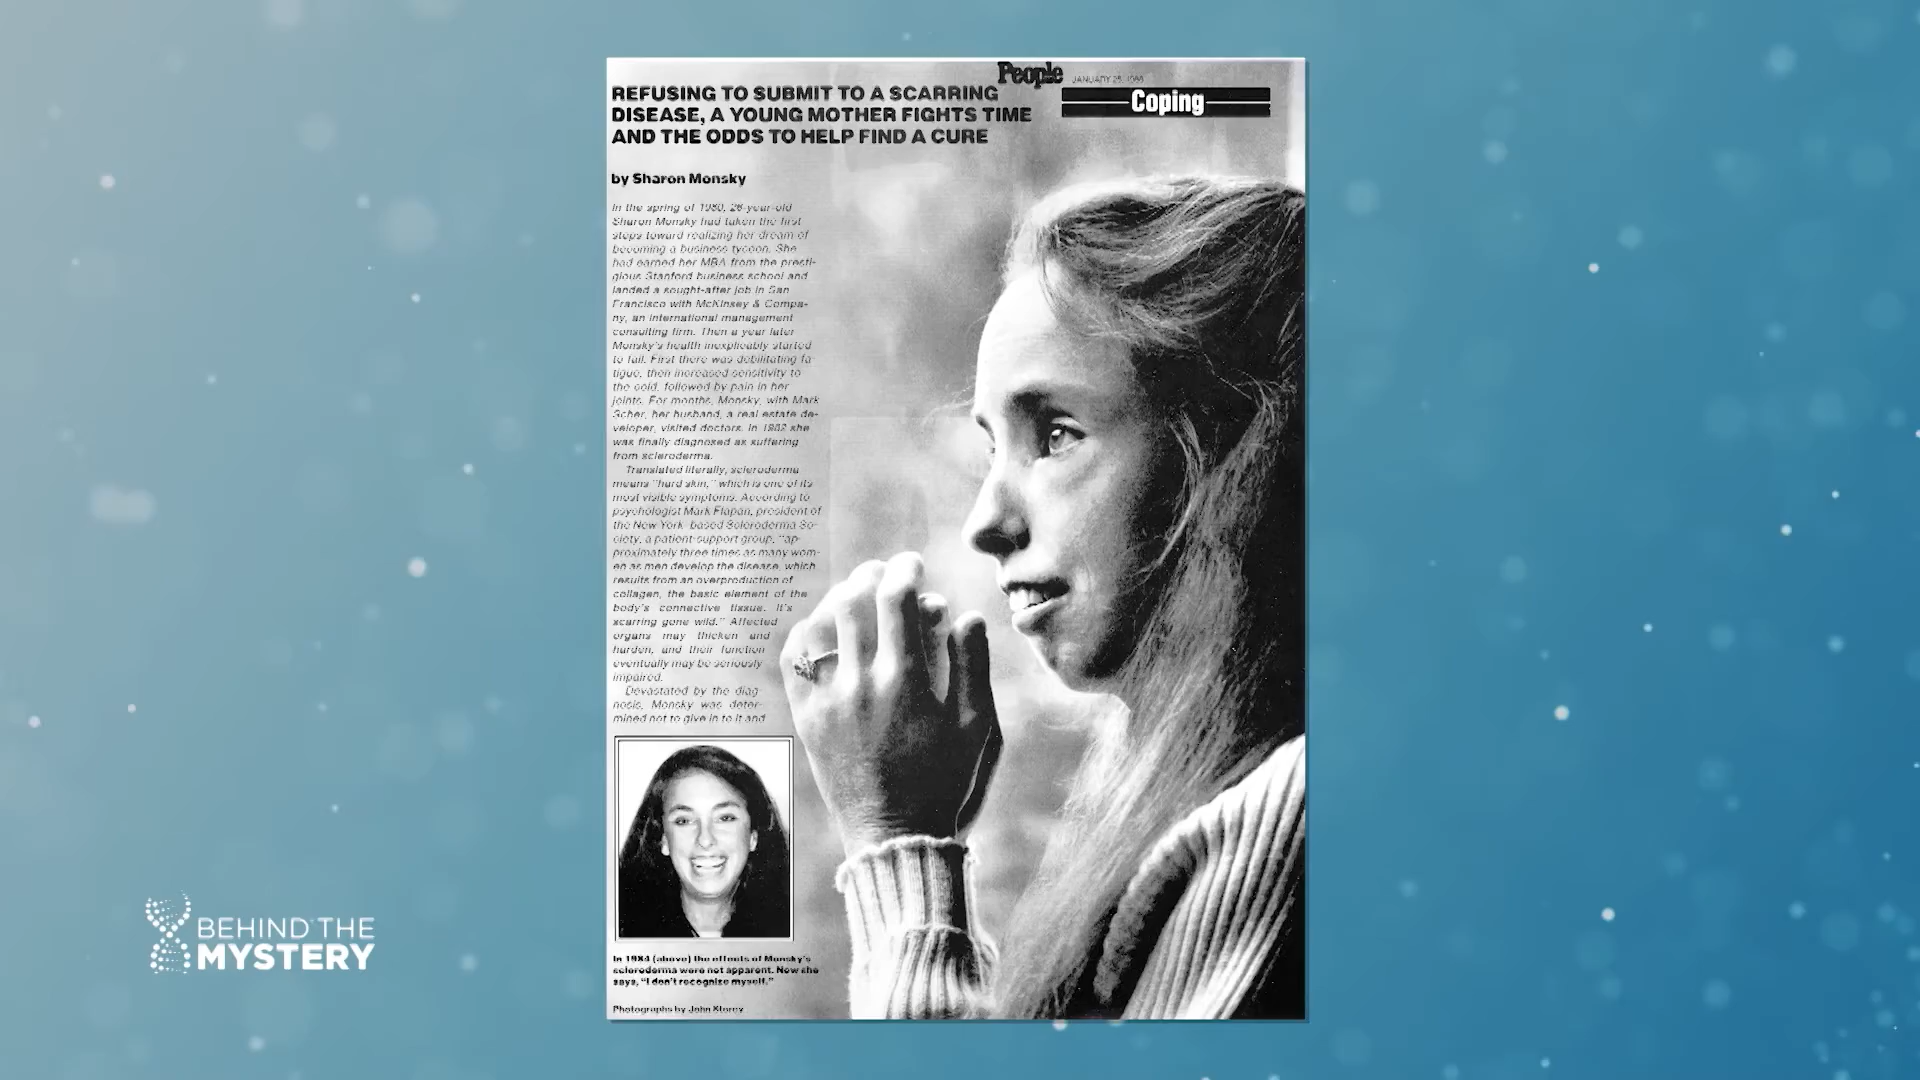 People JANUARY 25, 1988
Coping
REFUSING TO SUBMIT TO A SCARRING
DISEASE, A YOUNG MOTHER FIGHTS TIME
AND THE ODDS TO HELP FIND A CURE
by Sharon Monsky
In the spring of 1980, 26-year-old
Sharon Monsky had taken the first
steps toward realizing her dream of
becoming a business tycoon. She
had earned her MBA from the presti-
gious Stanford business school and
landed a sought-after job in San
Francisco with McKinsey & Compa-
ny, an international management
consulting firm. Then a year later
Monsky's health inexplicably started
to fail. First there was debilitating fa-
tigue, then increased sensitivity to
the cold, followed by pain in her
joints. For months, Monsky, with Mark
Scher, her husband, a real estate de-
veloper, visited doctors. In 1982 she
was finally diagnosed as suffering
from scleroderma.
Translated literally, scleroderma
means "hard skin," which is one of its
most visible symptoms. According to
psychologist Mark Flapan, president of
the New York-based Scleroderma So-
ciety, a patient-support group, "ap-
proximately three times as many wom-
en as men develop the disease, which
results from an overproduction of
collagen, the basic element of the
body's connective tissue. It's
scarring gone wild." Affected
organs may thicken and
harden, and their function
eventually may be seriously
impaired.
Devastated by the diag-
nosis, Monsky was deter-
mined not to give in to it and
In 1984 (above) the effects of Monsky's
scleroderma were not apparent. Now she
says, "I don't recognize myself."
Photographs by John Storey
BEHIND THE
MYSTERY